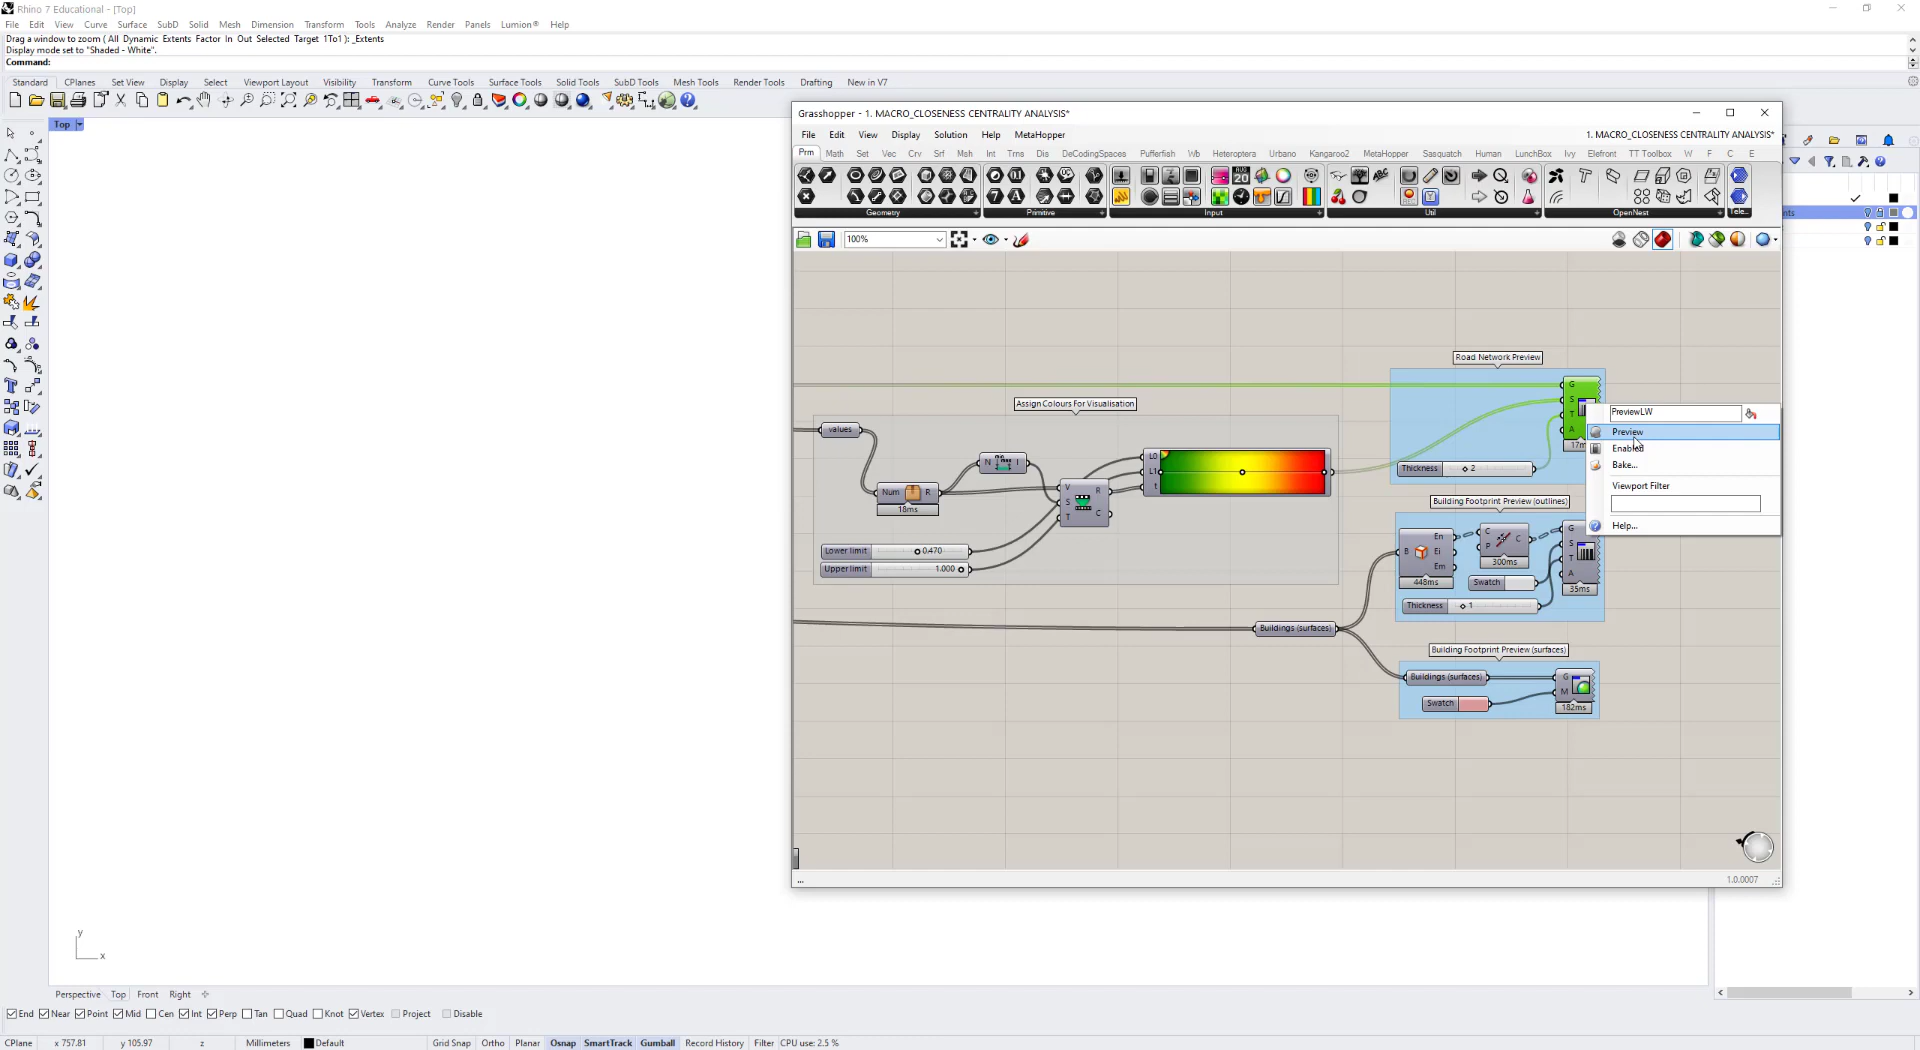 Rhino 7 Educational - [Top]
File Edit View Curve Surface SubD Solid Mesh Dimension Transform Tools Analyze Render Panels Lumion® Help
Drag a window to zoom ( All Dynamic Extents Factor In Out Selected Target 1To1 ): _Extents
Display mode set to "Shaded - White".
Command:
Standard CPlanes Set View Display Select Viewport Layout Visibility Transform Curve Tools Surface Tools Solid Tools SubD Tools Mesh Tools Render Tools Drafting New in V7
Top
Grasshopper - 1. MACRO_CLOSENESS CENTRALITY ANALYSIS*
File Edit View Display Solution Help MetaHopper
1. MACRO_CLOSENESS CENTRALITY ANALYSIS*
Prm Math Set Vec Crv Srf Msh Int Trns Dis DeCodingSpaces Pufferfish Wb Heteroptera Urbano Kangaroo2 MetaHopper Sasquatch Human LunchBox Ivy Elefront TT Toolbox W F C E
Geometry Primitive Input Util OpenNest Tele...
100%
Road Network Preview
G
S
T
A
17m
Thickness 2
Assign Colours For Visualisation
values
N I
Num R
18ms
V S T R C
L0 L1 t
Lower limit 0.470
Upper limit 1.000
PreviewLW
Preview
Enabled
Bake...
Viewport Filter
Help...
Building Footprint Preview (outlines)
B En Ei Em
448ms
C P C
300ms
Swatch
G S T A
35ms
Thickness 1
Buildings (surfaces)
Building Footprint Preview (surfaces)
Buildings (surfaces)
Swatch
G M
182ms
nts
...
1.0.0007
y
x
Perspective Top Front Right
End Near Point Mid Cen Int Perp Tan Quad Knot Vertex Project Disable
CPlane x 757.81 y 105.97 z Millimeters Default Grid Snap Ortho Planar Osnap SmartTrack Gumball Record History Filter CPU use: 2.5 %